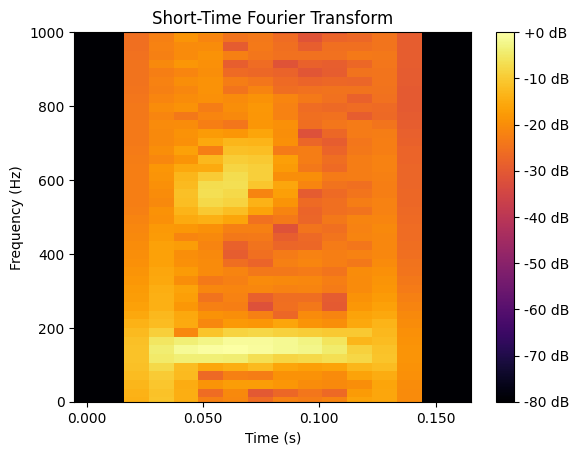 Short-Time Fourier Transform
1000
800
600
400
200
0
Frequency (Hz)
0.000
0.050
0.100
0.150
Time (s)
+0 dB
-10 dB
-20 dB
-30 dB
-40 dB
-50 dB
-60 dB
-70 dB
-80 dB